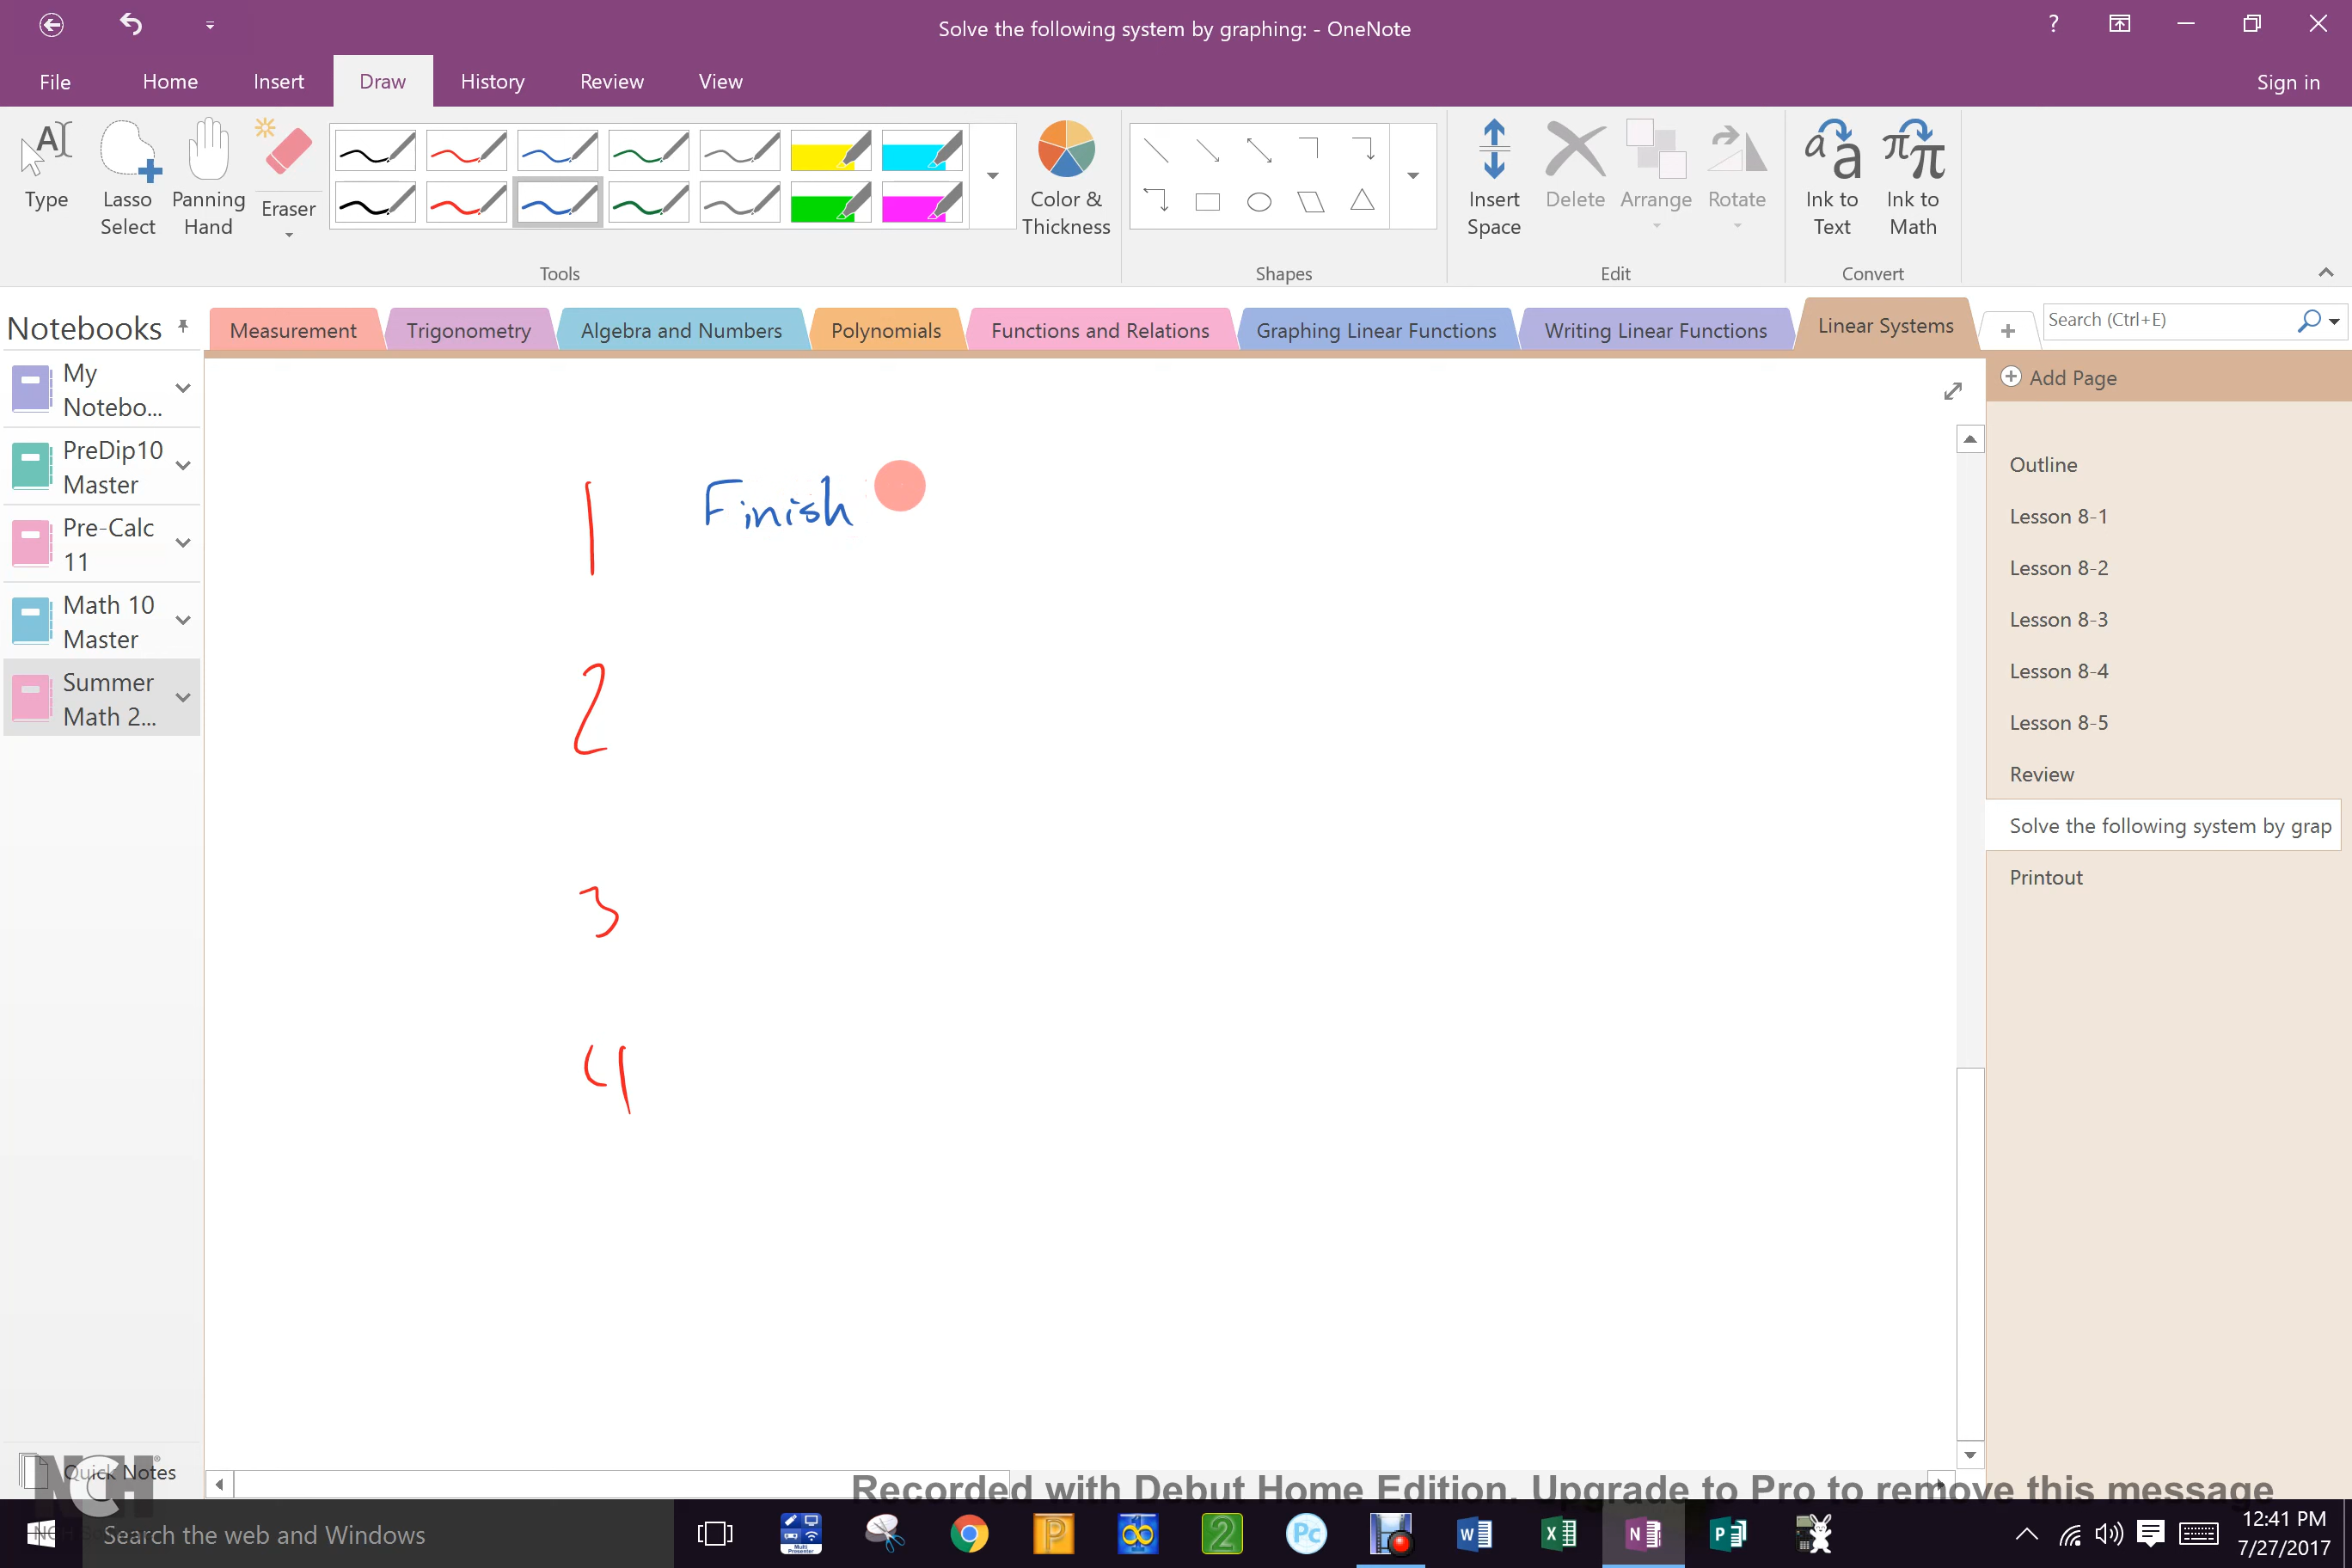 Solve the following system by graphing: - OneNote
?
File Home Insert Draw History Review View Sign in
Type
Lasso Select
Panning Hand
Eraser
Color & Thickness
Insert Space
Delete
Arrange
Rotate
Ink to Text
Ink to Math
Tools Shapes Edit Convert
Notebooks
Measurement Trigonometry Algebra and Numbers Polynomials Functions and Relations Graphing Linear Functions Writing Linear Functions Linear Systems
Search (Ctrl+E)
My Notebo...
PreDip10 Master
Pre-Calc 11
Math 10 Master
Summer Math 2...
1 Finish
2
3
4
Add Page
Outline
Lesson 8-1
Lesson 8-2
Lesson 8-3
Lesson 8-4
Lesson 8-5
Review
Solve the following system by grap
Printout
Quick Notes
NCH
Recorded with Debut Home Edition. Upgrade to Pro to remove this message
Search the web and Windows
12:41 PM
7/27/2017